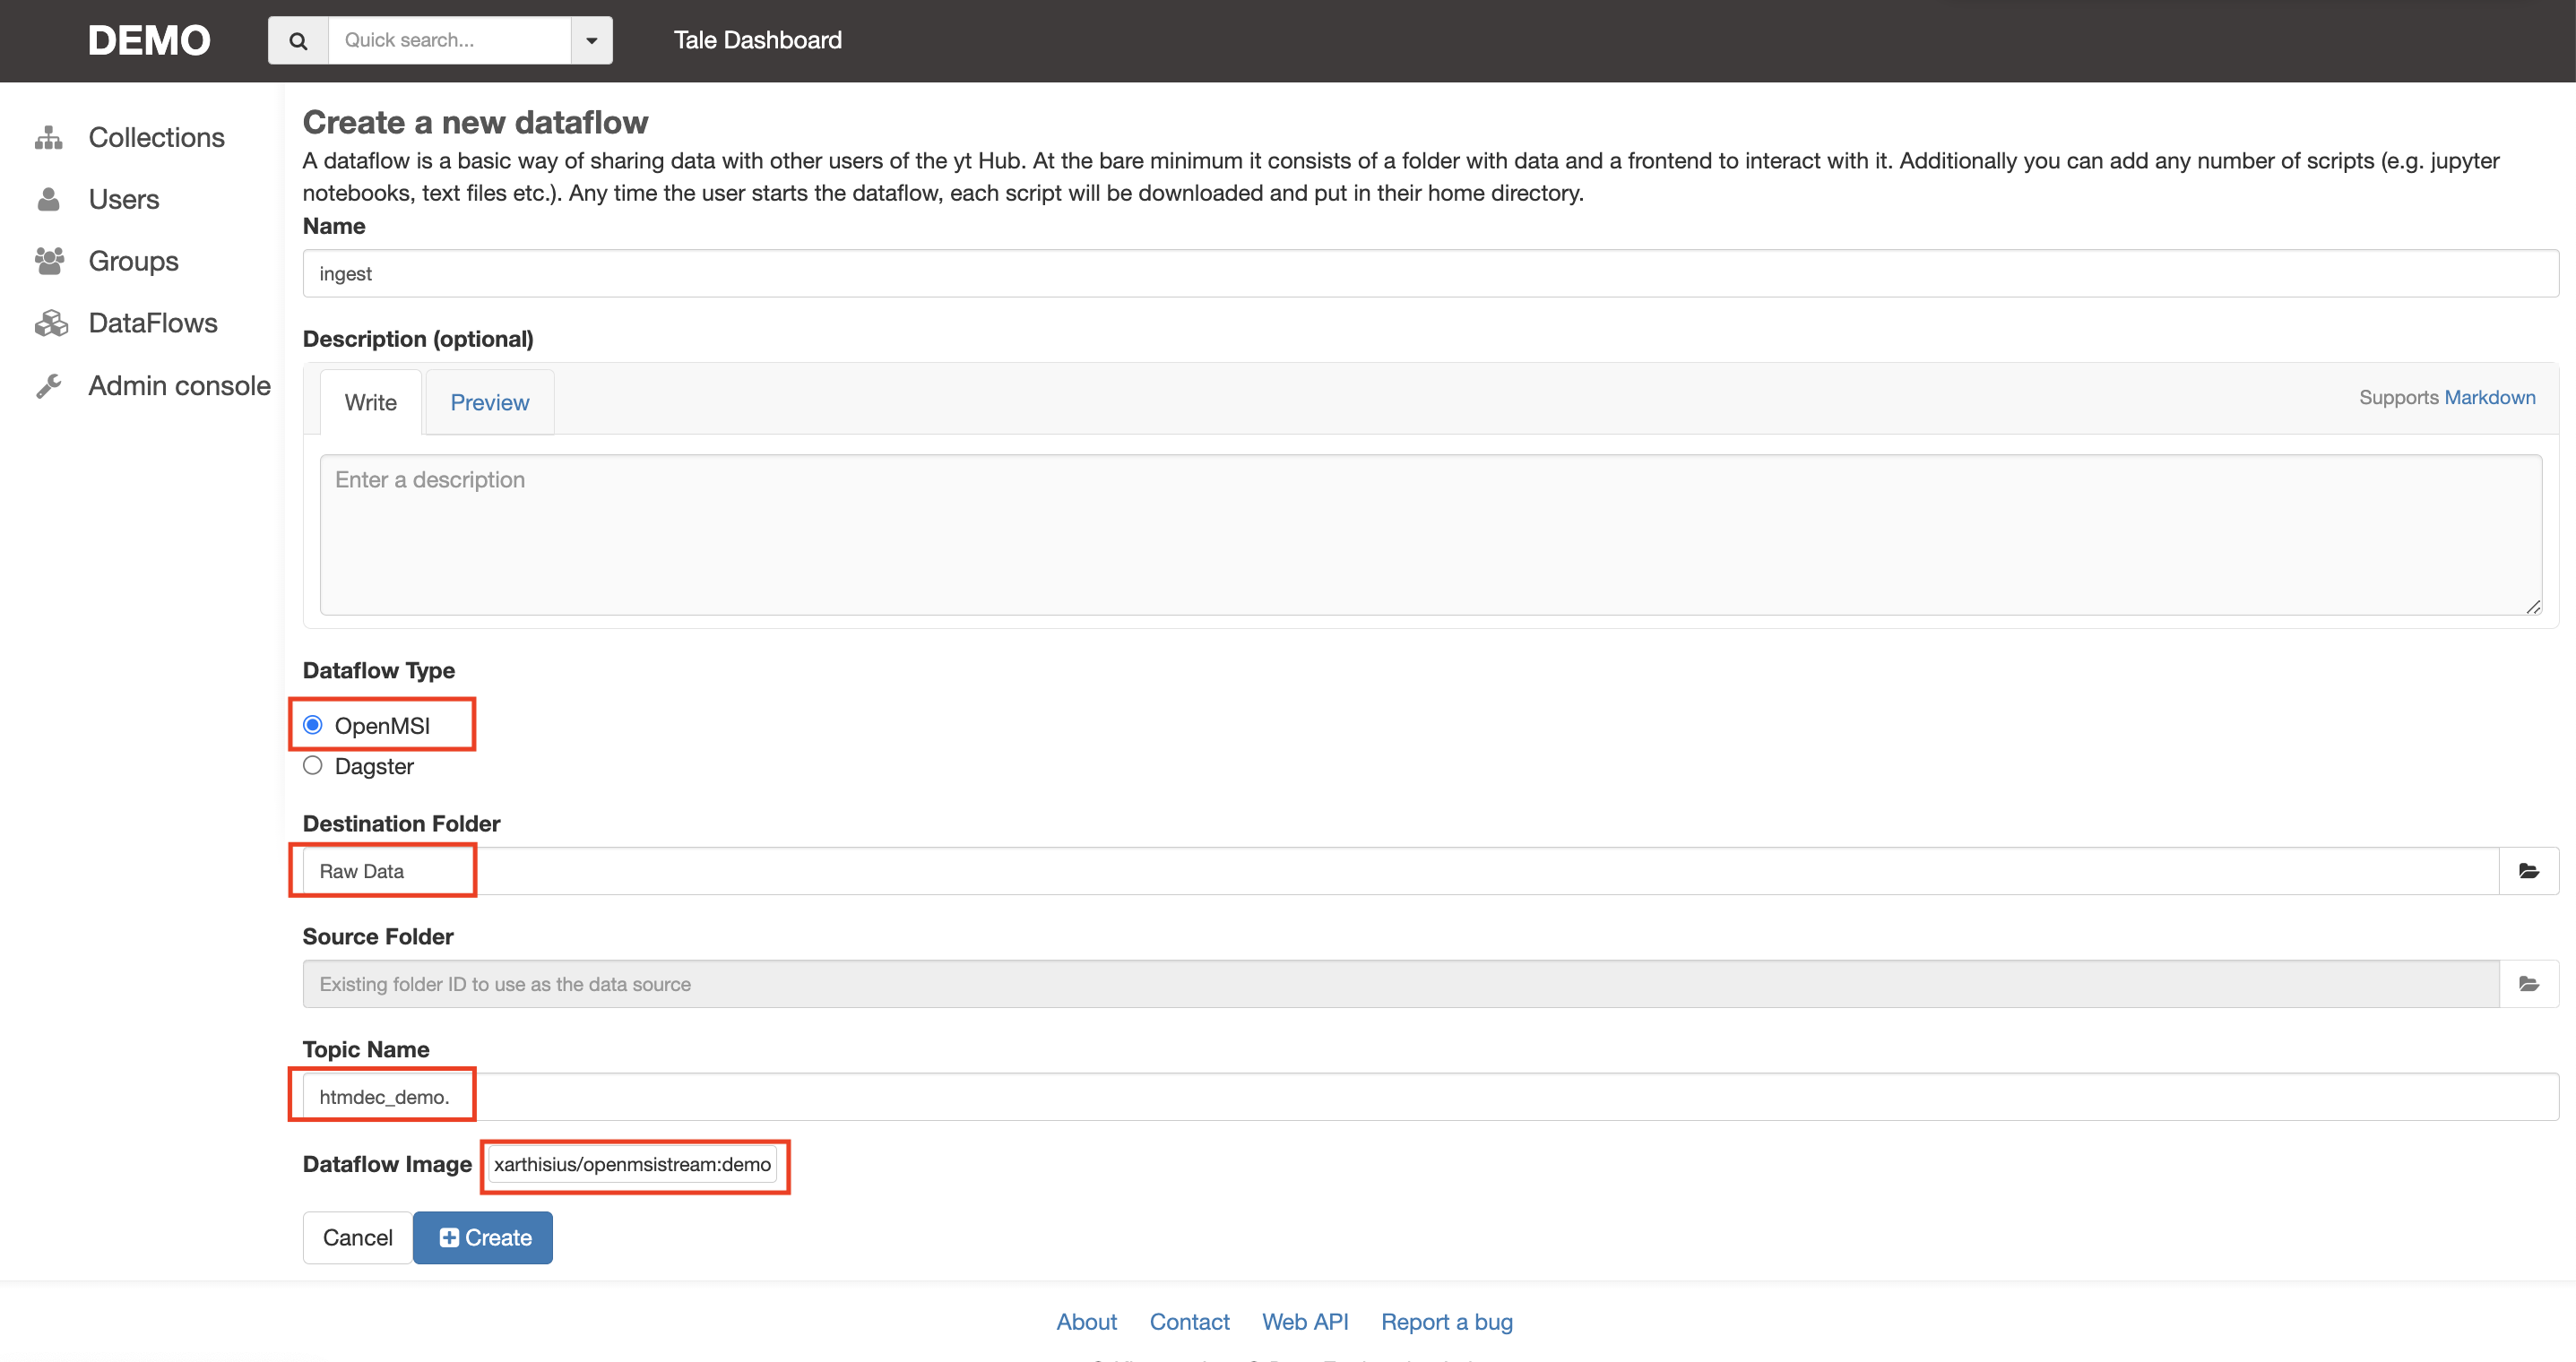 DEMO
Quick search...
Tale Dashboard
Collections
Users
Groups
DataFlows
Admin console
Create a new dataflow
A dataflow is a basic way of sharing data with other users of the yt Hub. At the bare minimum it consists of a folder with data and a frontend to interact with it. Additionally you can add any number of scripts (e.g. jupyter
notebooks, text files etc.). Any time the user starts the dataflow, each script will be downloaded and put in their home directory.
Name
ingest
Description (optional)
Write
Preview
Supports Markdown
Enter a description
Dataflow Type
OpenMSI
Dagster
Destination Folder
Raw Data
Source Folder
Existing folder ID to use as the data source
Topic Name
htmdec_demo.
Dataflow Image xarthisius/openmsistream:demo
Cancel
Create
About Contact Web API Report a bug